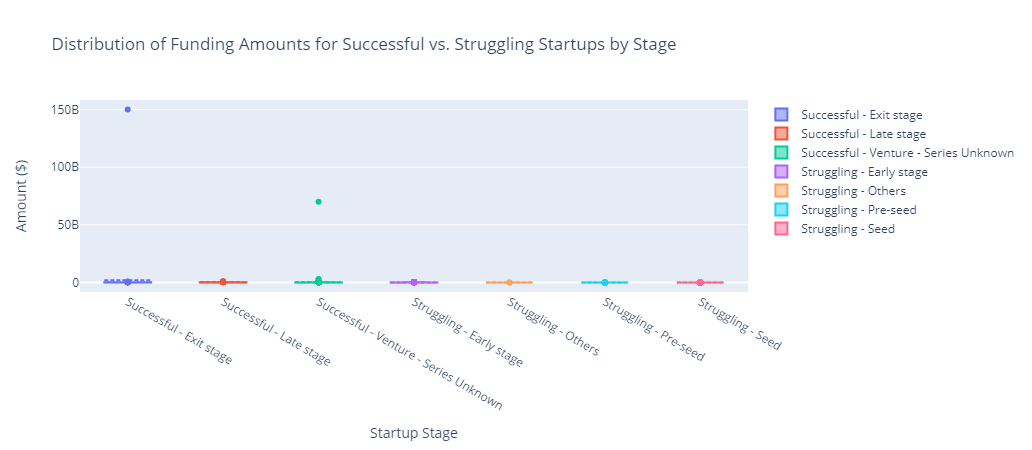 Distribution of Funding Amounts for Successful vs. Struggling Startups by Stage
150B
100B
50B
0
Amount ($)
Successful - Exit stage
Successful - Late stage
Successful - Venture - Series Unknown
Struggling - Early stage
Struggling - Others
Struggling - Pre-seed
Struggling - Seed
Startup Stage
Successful - Exit stage
Successful - Late stage
Successful - Venture - Series Unknown
Struggling - Early stage
Struggling - Others
Struggling - Pre-seed
Struggling - Seed